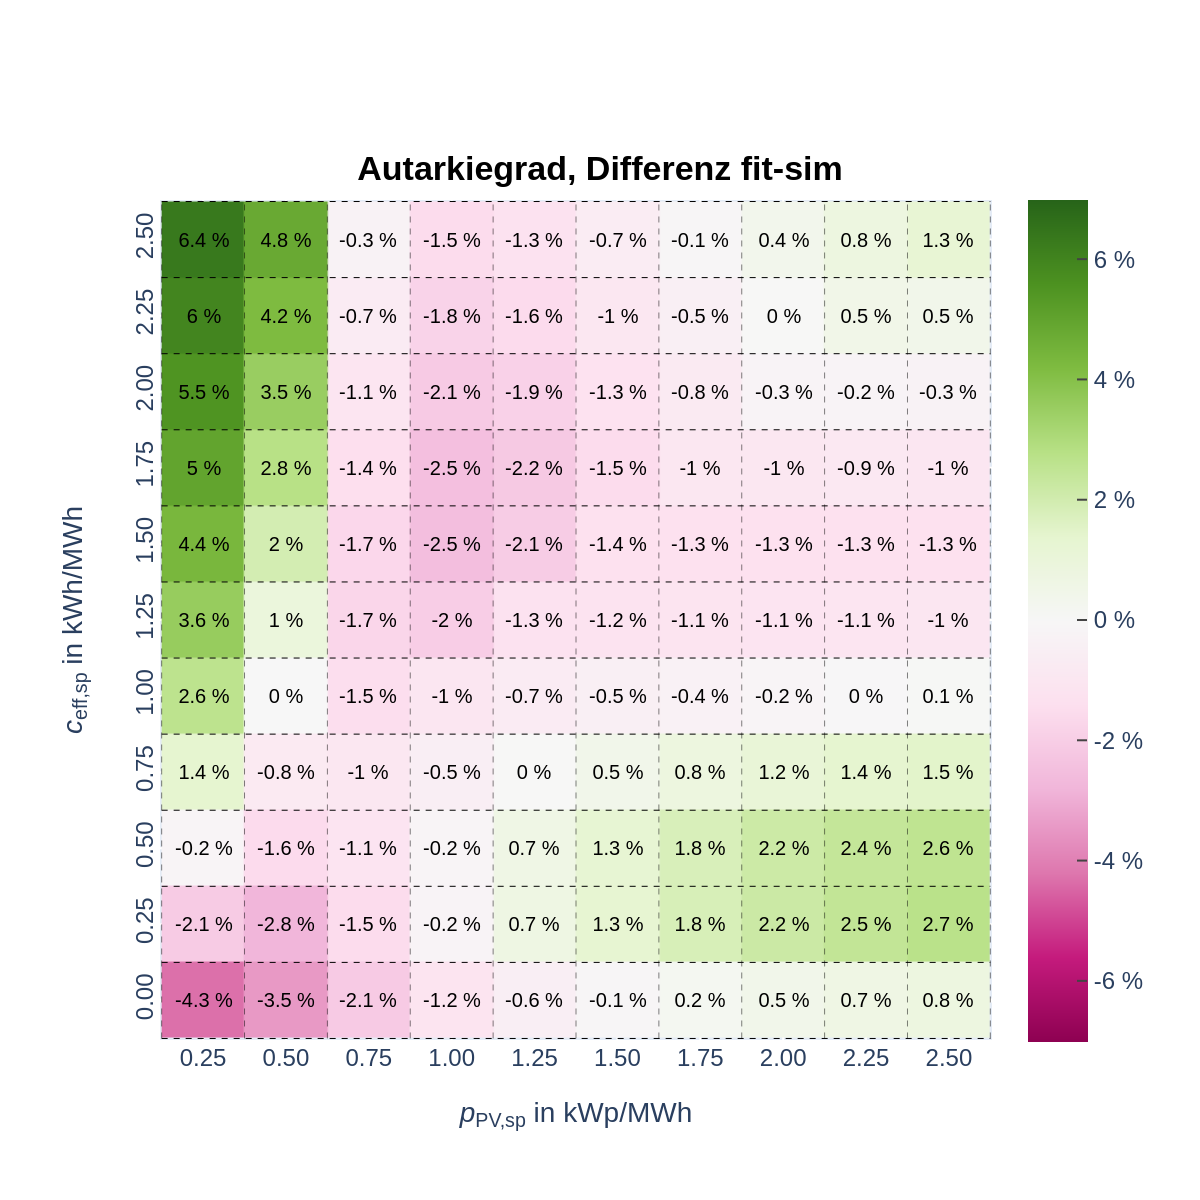 Autarkiegrad, Differenz fit-sim
2.50 6.4 % 4.8 % -0.3 % -1.5 % -1.3 % -0.7 % -0.1 % 0.4 % 0.8 % 1.3 %
6 %
2.25 6 % 4.2 % -0.7 % -1.8 % -1.6 % -1 % -0.5 % 0 % 0.5 % 0.5 %
2.00 5.5 % 3.5 % -1.1 % -2.1 % -1.9 % -1.3 % -0.8 % -0.3 % -0.2 % -0.3 %
4 %
1.75 5 % 2.8 % -1.4 % -2.5 % -2.2 % -1.5 % -1 % -1 % -0.9 % -1 %
2 %
1.50 4.4 % 2 % -1.7 % -2.5 % -2.1 % -1.4 % -1.3 % -1.3 % -1.3 % -1.3 %
1.25 3.6 % 1 % -1.7 % -2 % -1.3 % -1.2 % -1.1 % -1.1 % -1.1 % -1 %
0 %
c_eff,sp in kWh/MWh
1.00 2.6 % 0 % -1.5 % -1 % -0.7 % -0.5 % -0.4 % -0.2 % 0 % 0.1 %
-2 %
0.75 1.4 % -0.8 % -1 % -0.5 % 0 % 0.5 % 0.8 % 1.2 % 1.4 % 1.5 %
0.50 -0.2 % -1.6 % -1.1 % -0.2 % 0.7 % 1.3 % 1.8 % 2.2 % 2.4 % 2.6 %
-4 %
0.25 -2.1 % -2.8 % -1.5 % -0.2 % 0.7 % 1.3 % 1.8 % 2.2 % 2.5 % 2.7 %
-6 %
0.00 -4.3 % -3.5 % -2.1 % -1.2 % -0.6 % -0.1 % 0.2 % 0.5 % 0.7 % 0.8 %
0.25 0.50 0.75 1.00 1.25 1.50 1.75 2.00 2.25 2.50
p_PV,sp in kWp/MWh